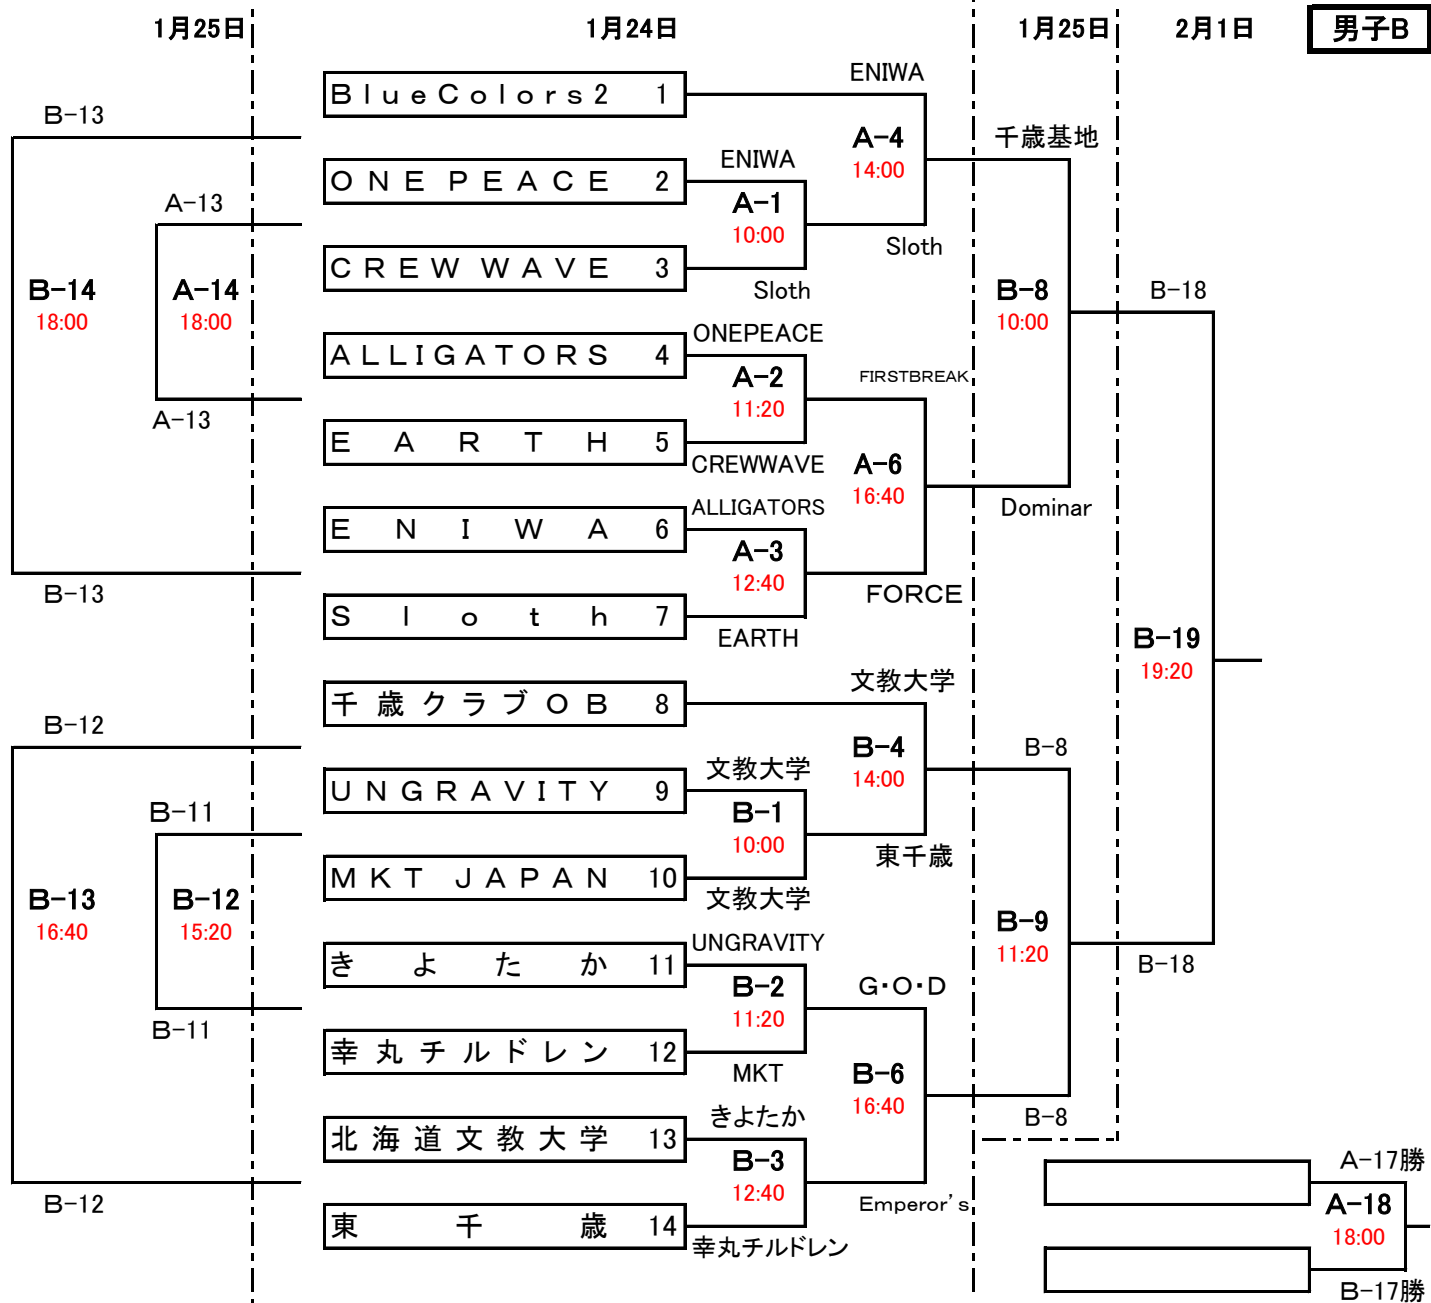 1月25日
1月24日
1月25日
2月1日
男子B
ENIWA
BlueColors2 1
B-13
A-4
14:00
千歳基地
ENIWA
ONE PEACE 2
A-13
A-1
10:00
Sloth
CREW WAVE 3
Sloth
B-14
18:00
A-14
18:00
B-8
10:00
B-18
ONEPEACE
ALLIGATORS 4
A-2
11:20
FIRSTBREAK
A-13
EARTH 5
CREWWAVE
A-6
16:40
Dominar
ALLIGATORS
ENIWA 6
A-3
12:40
B-13
FORCE
Sloth 7
EARTH
B-19
19:20
文教大学
千歳クラブOB 8
B-12
B-4
14:00
B-8
文教大学
UNGRAVITY 9
B-11
B-1
10:00
東千歳
MKT JAPAN 10
文教大学
B-13
16:40
B-12
15:20
B-9
11:20
UNGRAVITY
きよたか 11
B-18
B-2
11:20
G・O・D
B-11
幸丸チルドレン 12
MKT
B-6
16:40
きよたか
B-8
北海道文教大学 13
B-3
12:40
A-17勝
B-12
Emperor's
A-18
18:00
東千歳 14
幸丸チルドレン
B-17勝